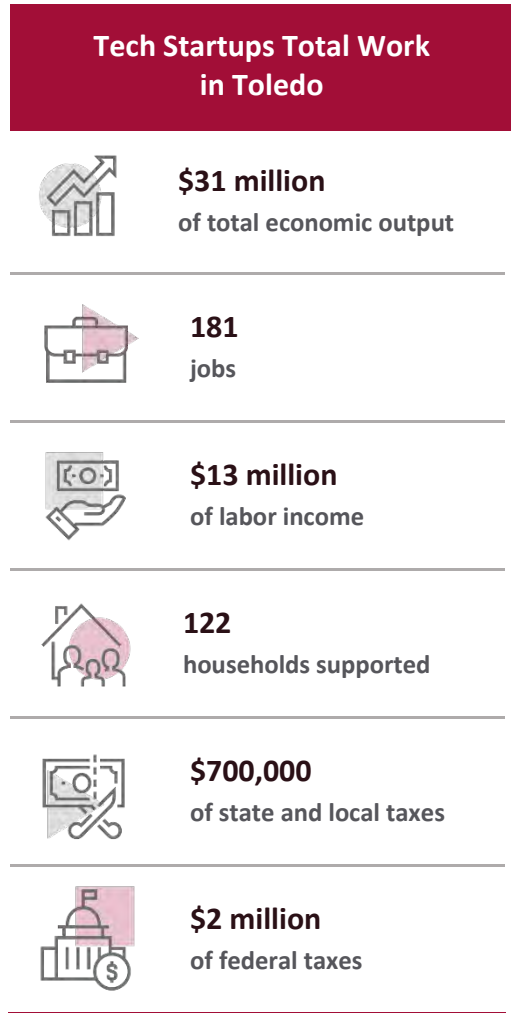 Tech Startups Total Work
in Toledo
$31 million
of total economic output
181
jobs
$13 million
of labor income
122
households supported
$700,000
of state and local taxes
$2 million
of federal taxes
$